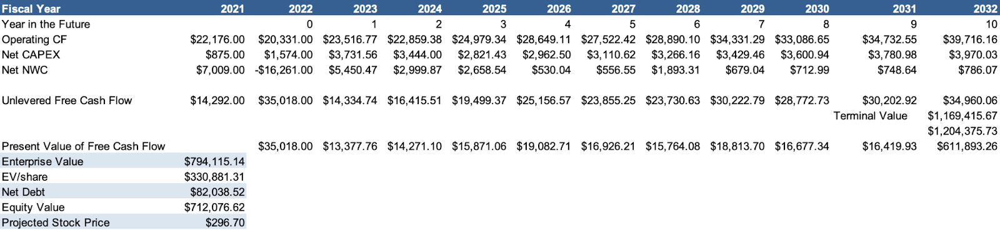 Fiscal Year 2021 2022 2023 2024 2025 2026 2027 2028 2029 2030 2031 2032
Year in the Future 0 1 2 3 4 5 6 7 8 9 10
Operating CF $22,176.00 $20,331.00 $23,516.77 $22,859.38 $24,979.34 $28,649.11 $27,522.42 $28,890.10 $34,331.29 $33,086.65 $34,732.55 $39,716.16
Net CAPEX $875.00 $1,574.00 $3,731.56 $3,444.00 $2,821.43 $2,962.50 $3,110.62 $3,266.16 $3,429.46 $3,600.94 $3,780.98 $3,970.03
Net NWC $7,009.00 -$16,261.00 $5,450.47 $2,999.87 $2,658.54 $530.04 $556.55 $1,893.31 $679.04 $712.99 $748.64 $786.07
Unlevered Free Cash Flow $14,292.00 $35,018.00 $14,334.74 $16,415.51 $19,499.37 $25,156.57 $23,855.25 $23,730.63 $30,222.79 $28,772.73 $30,202.92 $34,960.06
Terminal Value $1,169,415.67
$1,204,375.73
Present Value of Free Cash Flow $35,018.00 $13,377.76 $14,271.10 $15,871.06 $19,082.71 $16,926.21 $15,764.08 $18,813.70 $16,677.34 $16,419.93 $611,893.26
Enterprise Value $794,115.14
EV/share $330,881.31
Net Debt $82,038.52
Equity Value $712,076.62
Projected Stock Price $296.70